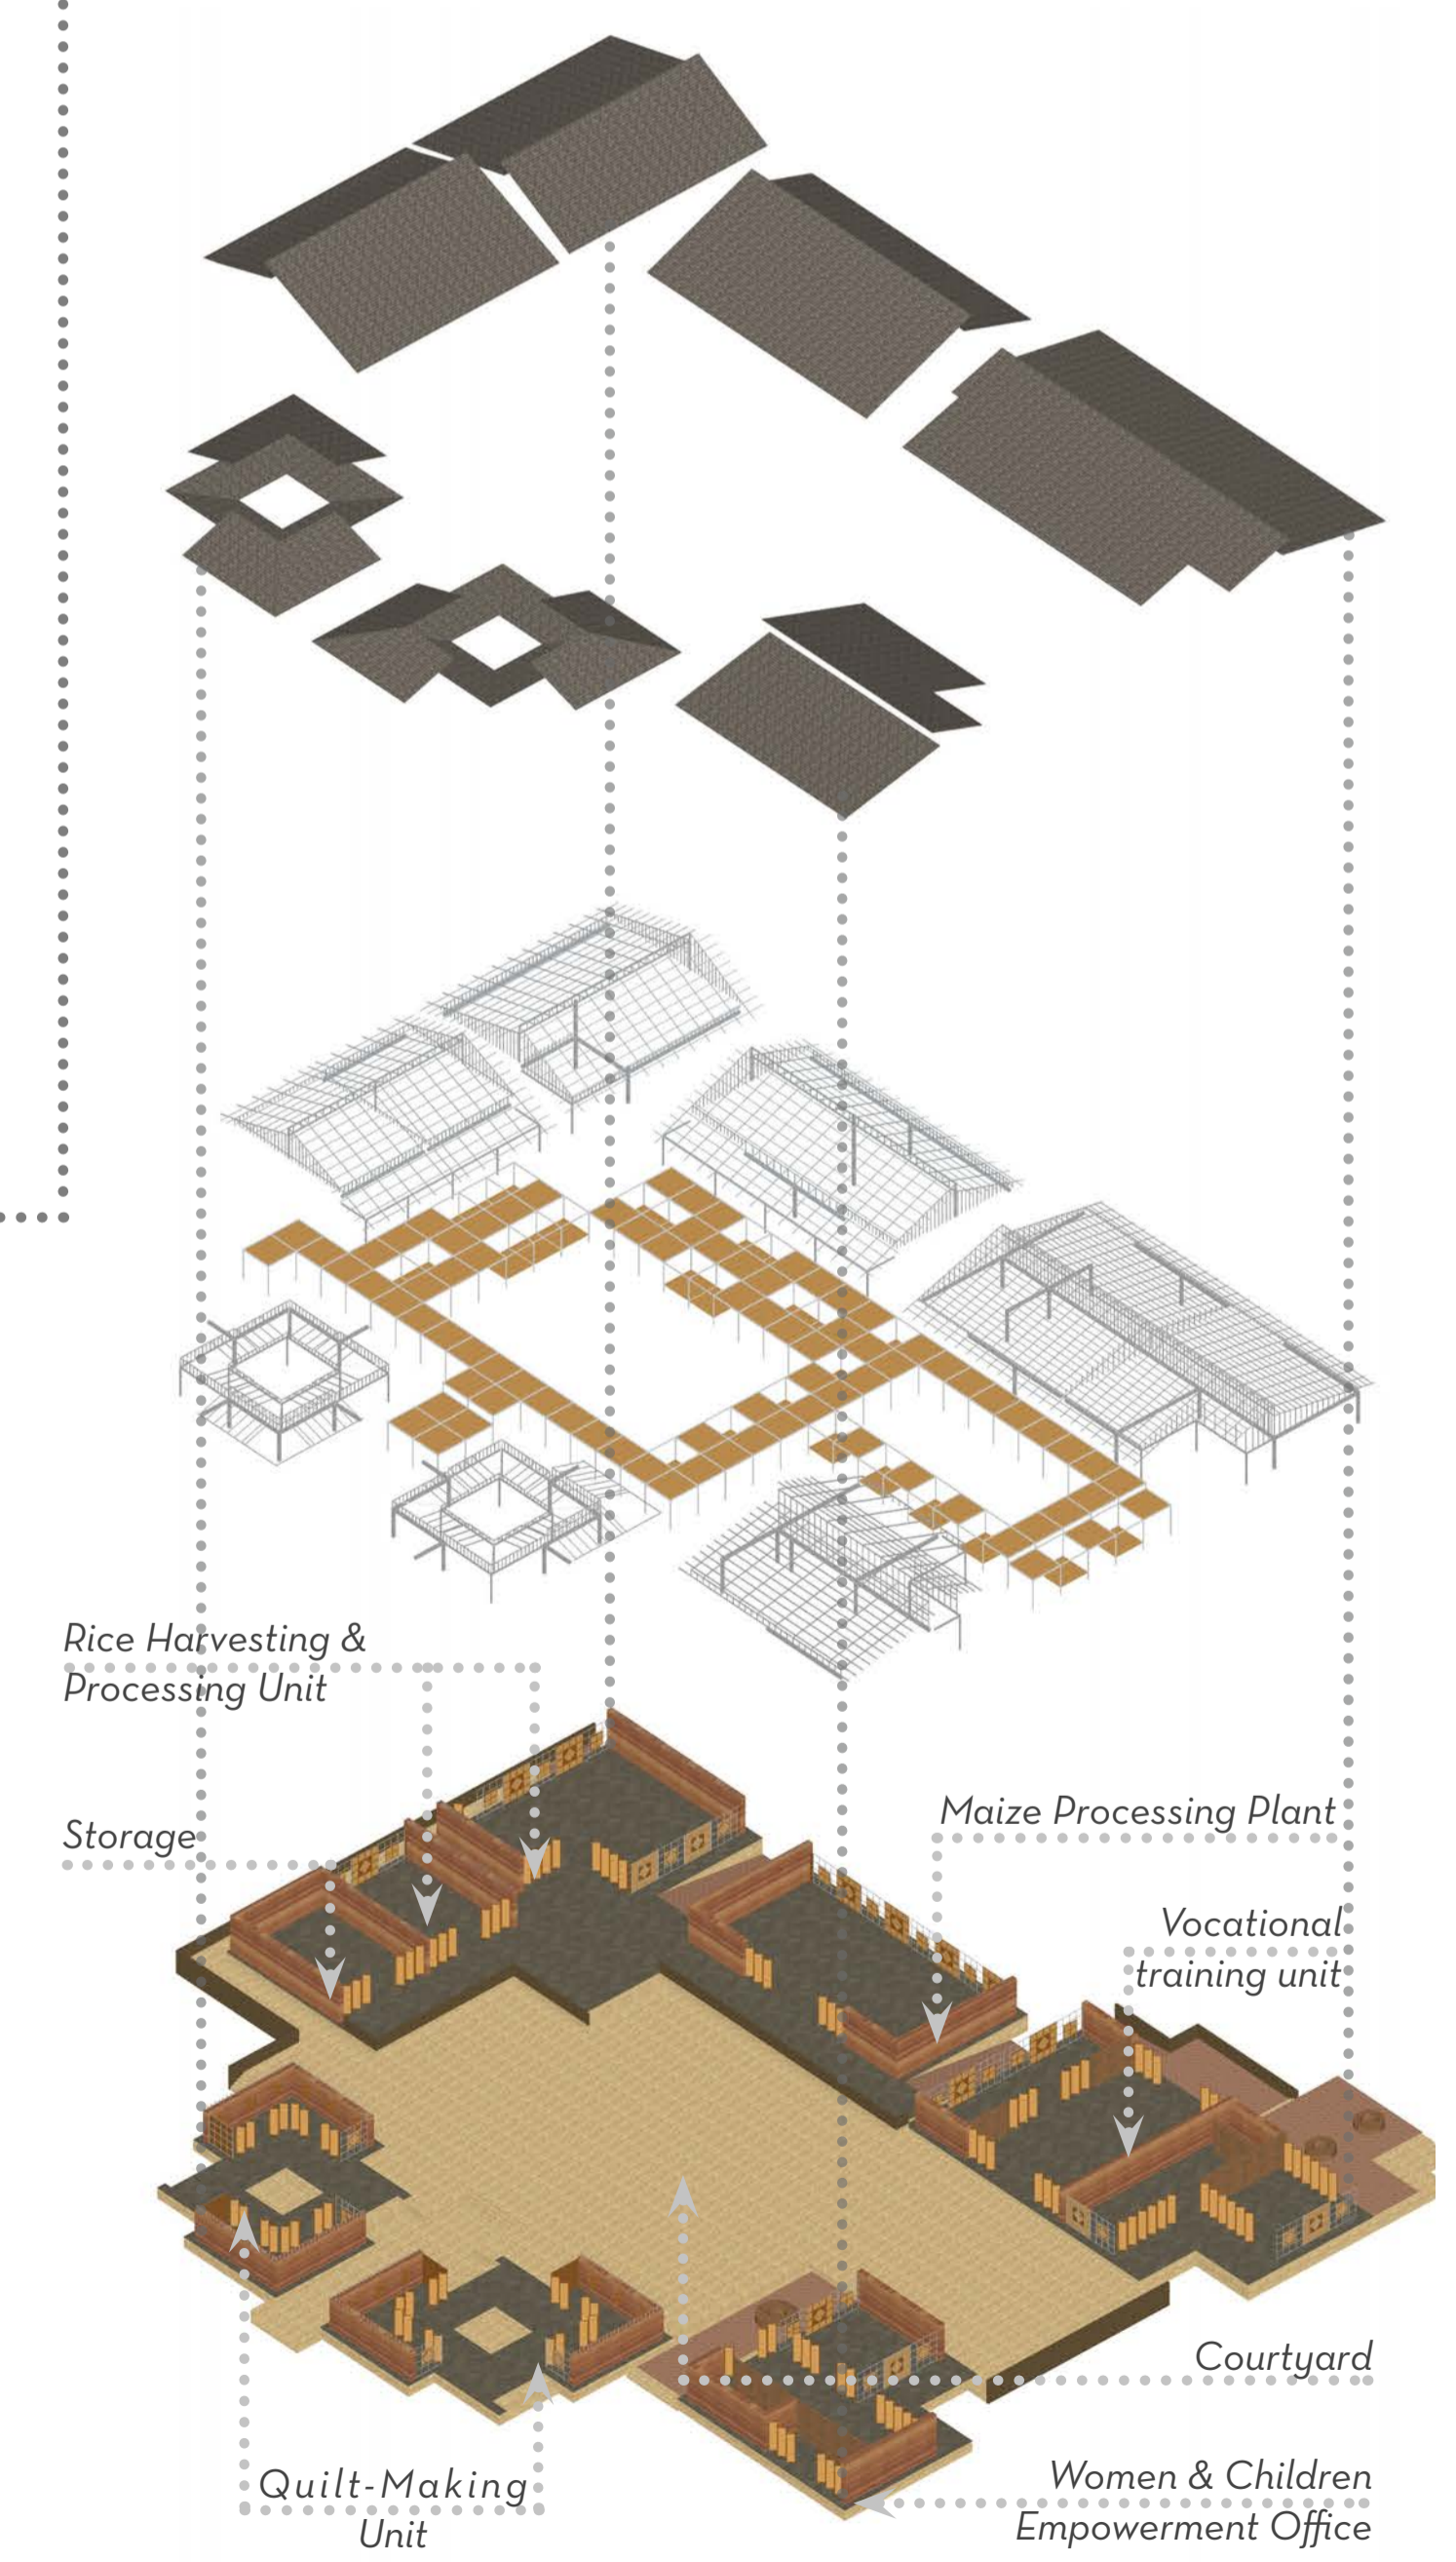 Rice Harvesting &
Processing Unit
Storage
Maize Processing Plant
Vocational
training unit
Courtyard
Quilt-Making
Unit
Women & Children
Empowerment Office